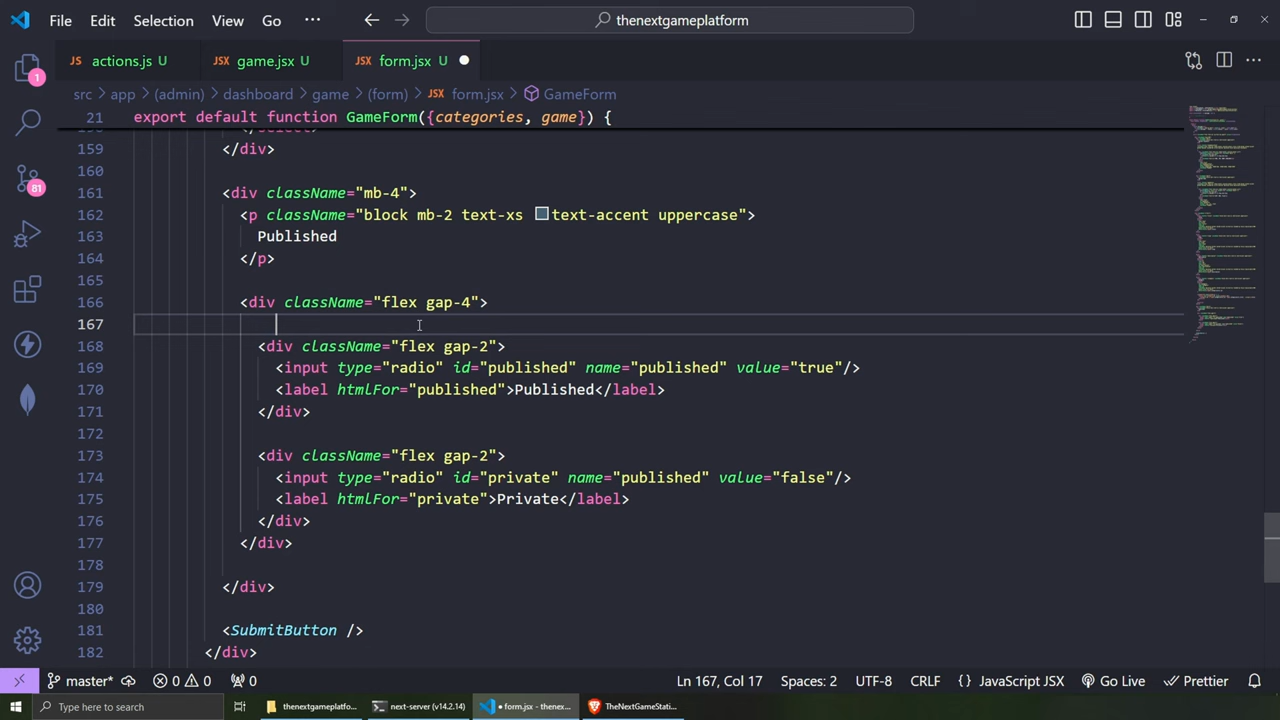 File Edit Selection View Go ··· thenextgameplatform
JS actions.js U JSX game.jsx U JSX form.jsx U
src > app > (admin) > dashboard > game > (form) > JSX form.jsx > GameForm
21 export default function GameForm({categories, game}) {
159 </div>
160
161 <div className="mb-4">
162 <p className="block mb-2 text-xs text-accent uppercase">
163 Published
164 </p>
165
166 <div className="flex gap-4">
167
168 <div className="flex gap-2">
169 <input type="radio" id="published" name="published" value="true"/>
170 <label htmlFor="published">Published</label>
171 </div>
172
173 <div className="flex gap-2">
174 <input type="radio" id="private" name="published" value="false"/>
175 <label htmlFor="private">Private</label>
176 </div>
177 </div>
178
179 </div>
180
181 <SubmitButton />
182 </div>
1
81
master* 0 0 0 Ln 167, Col 17 Spaces: 2 UTF-8 CRLF {} JavaScript JSX Go Live Prettier
Type here to search thenextgameplatfo... next-server (v14.2.14) • form.jsx - thenex... TheNextGameStati...